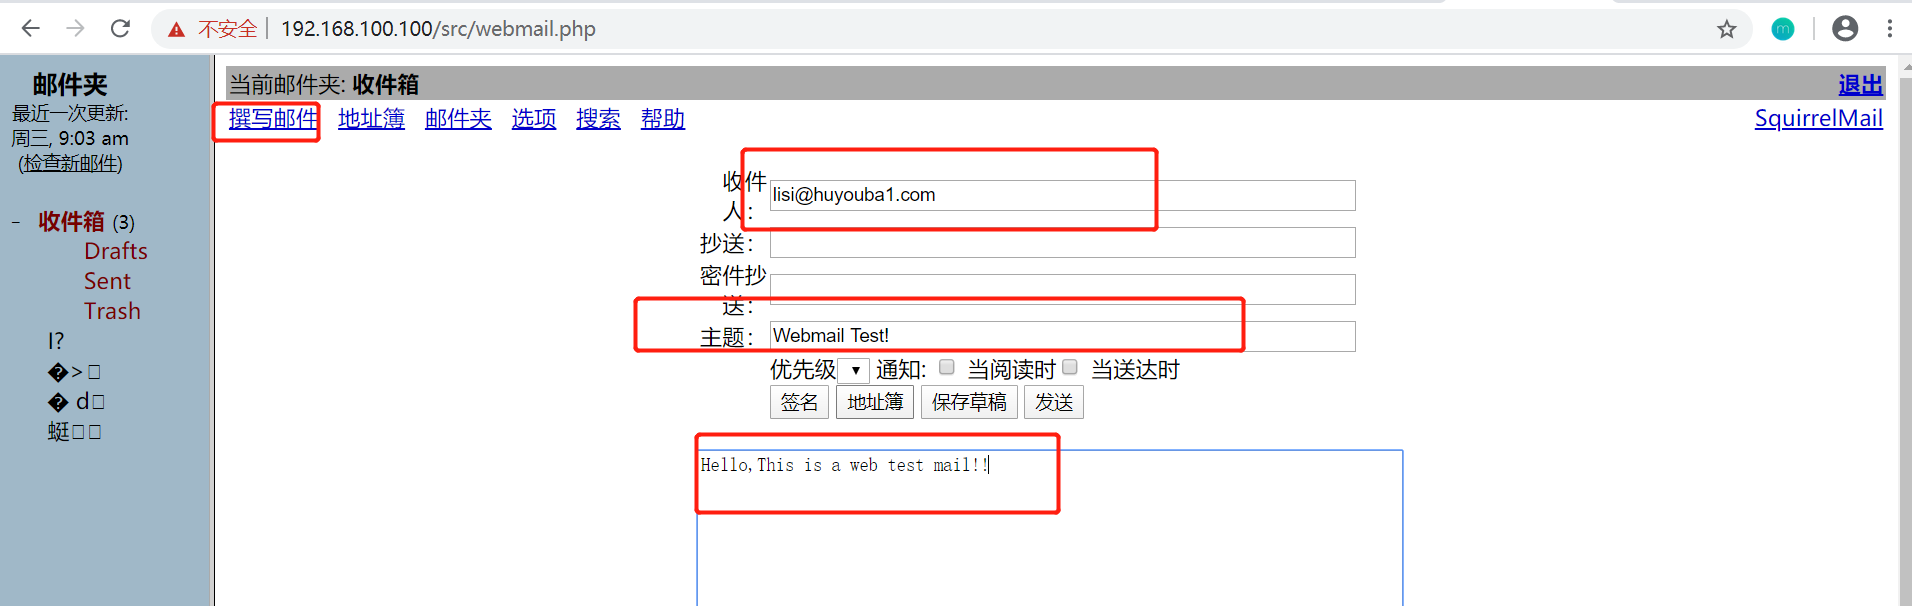 不安全 | 192.168.100.100/src/webmail.php
邮件夹
最近一次更新:
周三, 9:03 am
(检查新邮件)
- 收件箱 (3)
Drafts
Sent
Trash
I?
�>
� d
蜓
当前邮件夹: 收件箱
退出
撰写邮件 地址簿 邮件夹 选项 搜索 帮助
SquirrelMail
收件
人：
lisi@huyouba1.com
抄送：
密件抄
送：
主题：
Webmail Test!
优先级 通知: 当阅读时 当送达时
签名 地址簿 保存草稿 发送
Hello,This is a web test mail!!